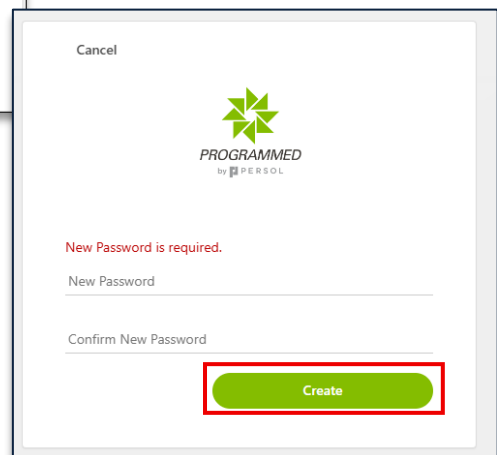 Cancel
PROGRAMMED
by PERSOL
New Password is required.
New Password
Confirm New Password
Create